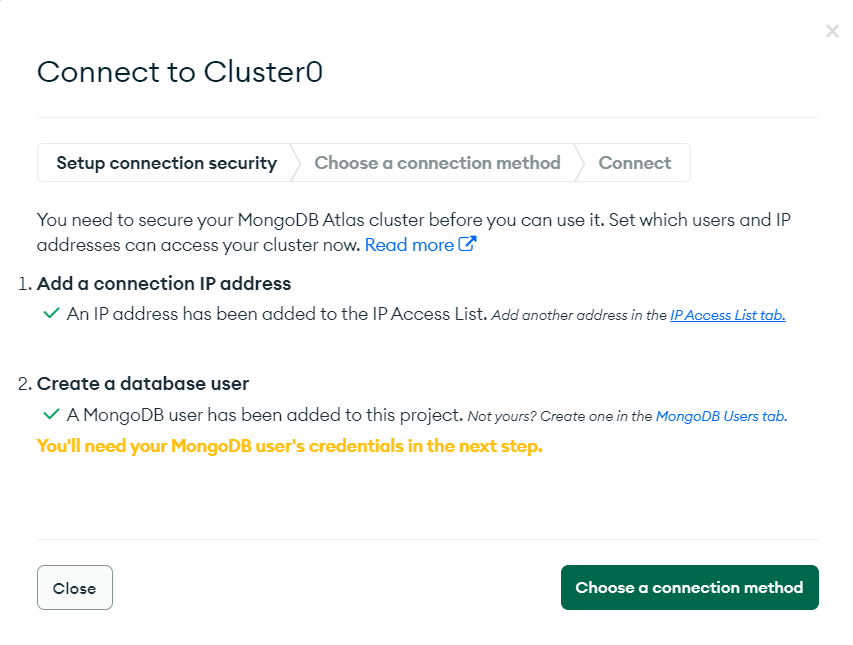 Connect to Cluster0
Setup connection security
Choose a connection method
Connect
You need to secure your MongoDB Atlas cluster before you can use it. Set which users and IP
addresses can access your cluster now. Read more
1. Add a connection IP address
An IP address has been added to the IP Access List. Add another address in the IP Access List tab.
2. Create a database user
A MongoDB user has been added to this project. Not yours? Create one in the MongoDB Users tab.
You'll need your MongoDB user's credentials in the next step.
Close
Choose a connection method